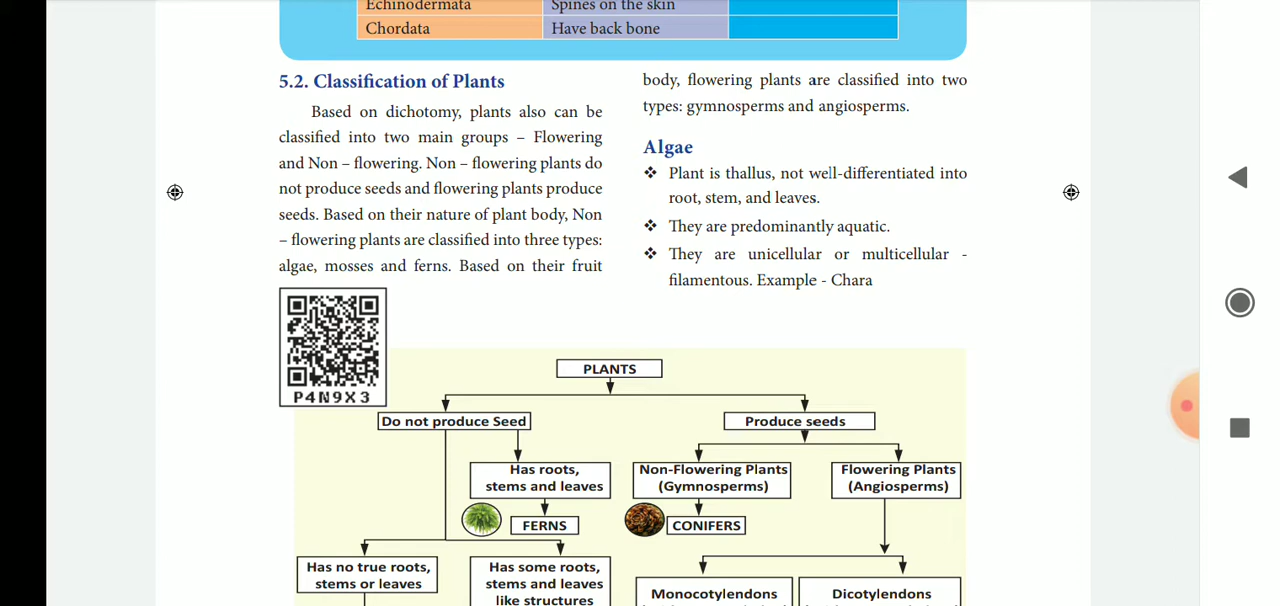 Echinodermata Spines on the skin
Chordata Have back bone
5.2. Classification of Plants
Based on dichotomy, plants also can be
classified into two main groups – Flowering
and Non – flowering. Non – flowering plants do
not produce seeds and flowering plants produce
seeds. Based on their nature of plant body, Non
– flowering plants are classified into three types:
algae, mosses and ferns. Based on their fruit
body, flowering plants are classified into two
types: gymnosperms and angiosperms.
Algae
❖ Plant is thallus, not well-differentiated into
root, stem, and leaves.
❖ They are predominantly aquatic.
❖ They are unicellular or multicellular -
filamentous. Example - Chara
P4N9X3
PLANTS
Do not produce Seed
Produce seeds
Has roots,
stems and leaves
Non-Flowering Plants
(Gymnosperms)
Flowering Plants
(Angiosperms)
FERNS
CONIFERS
Has no true roots,
stems or leaves
Has some roots,
stems and leaves
like structures
Monocotylendons
Dicotylendons